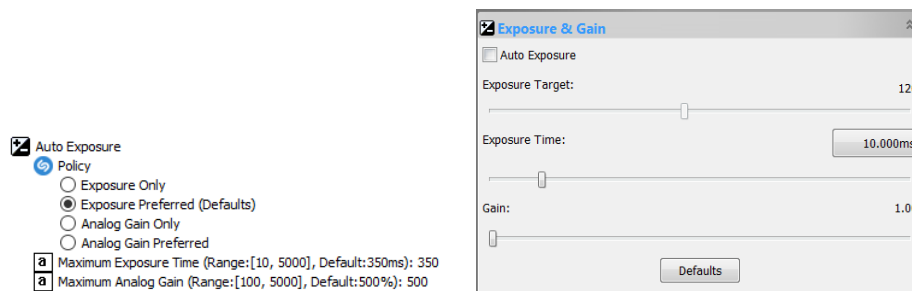 Auto Exposure
Policy
Exposure Only
Exposure Preferred (Defaults)
Analog Gain Only
Analog Gain Preferred
a Maximum Exposure Time (Range:[10, 5000], Default:350ms): 350
a Maximum Analog Gain (Range:[100, 5000], Default:500%): 500
Exposure & Gain
Auto Exposure
Exposure Target:
Exposure Time:
10.000ms
Gain:
Defaults